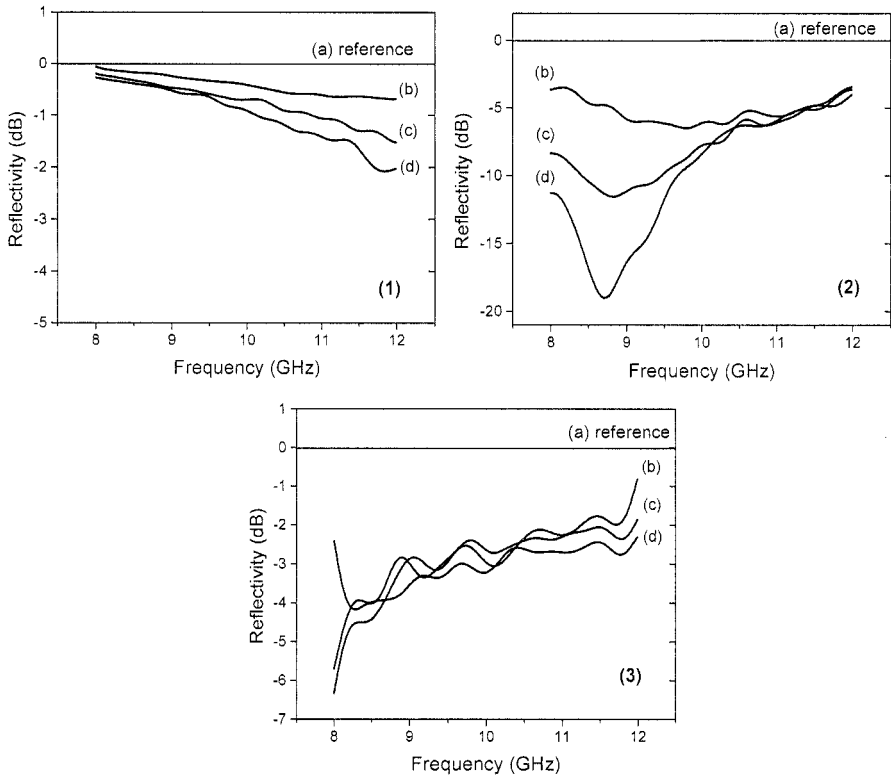 1
0
-1
-2
-3
-4
-5
Reflectivity (dB)
(a) reference
(b)
(c)
(d)
(1)
8 9 10 11 12
Frequency (GHz)
0
-5
-10
-15
-20
Reflectivity (dB)
(a) reference
(b)
(c)
(d)
(2)
8 9 10 11 12
Frequency (GHz)
1
0
-1
-2
-3
-4
-5
-6
-7
Reflectivity (dB)
(a) reference
(b)
(c)
(d)
(3)
8 9 10 11 12
Frequency (GHz)